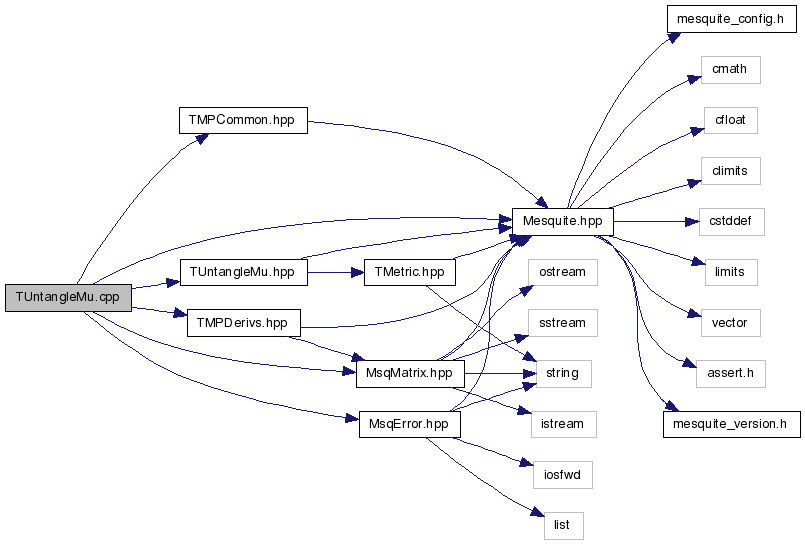 mesquite_config.h
cmath
TMPCommon.hpp
cfloat
climits
Mesquite.hpp
cstddef
TUntangleMu.hpp
TMetric.hpp
ostream
limits
TUntangleMu.cpp
TMPDerivs.hpp
sstream
vector
MsqMatrix.hpp
string
assert.h
MsqError.hpp
istream
mesquite_version.h
iosfwd
list